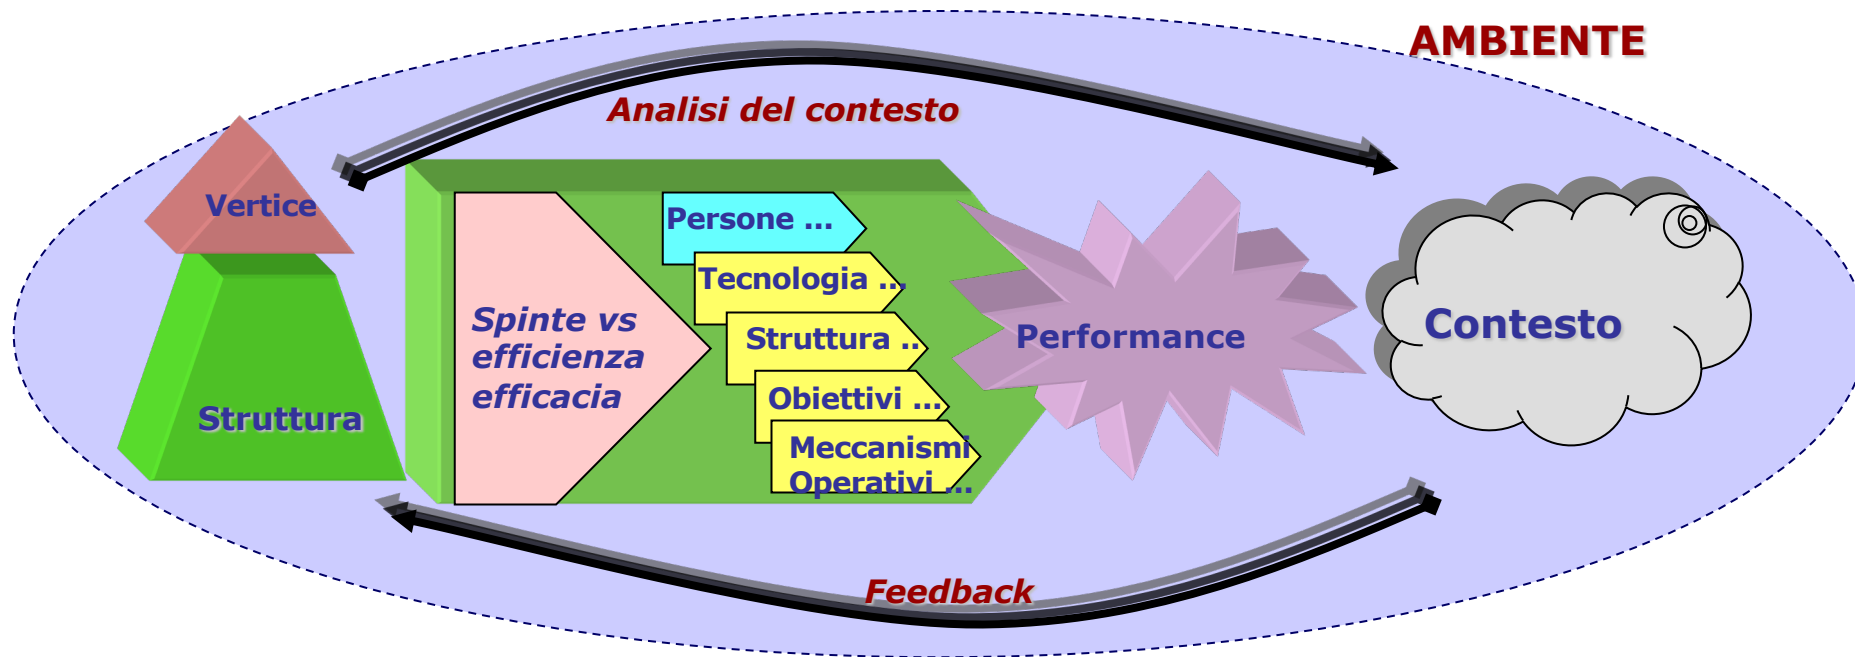 AMBIENTE
Analisi del contesto
Vertice
Struttura
Spinte vs
efficienza
efficacia
Persone ...
Tecnologia ...
Struttura ..
Obiettivi ...
Meccanismi
Operativi ...
Performance
Contesto
Feedback